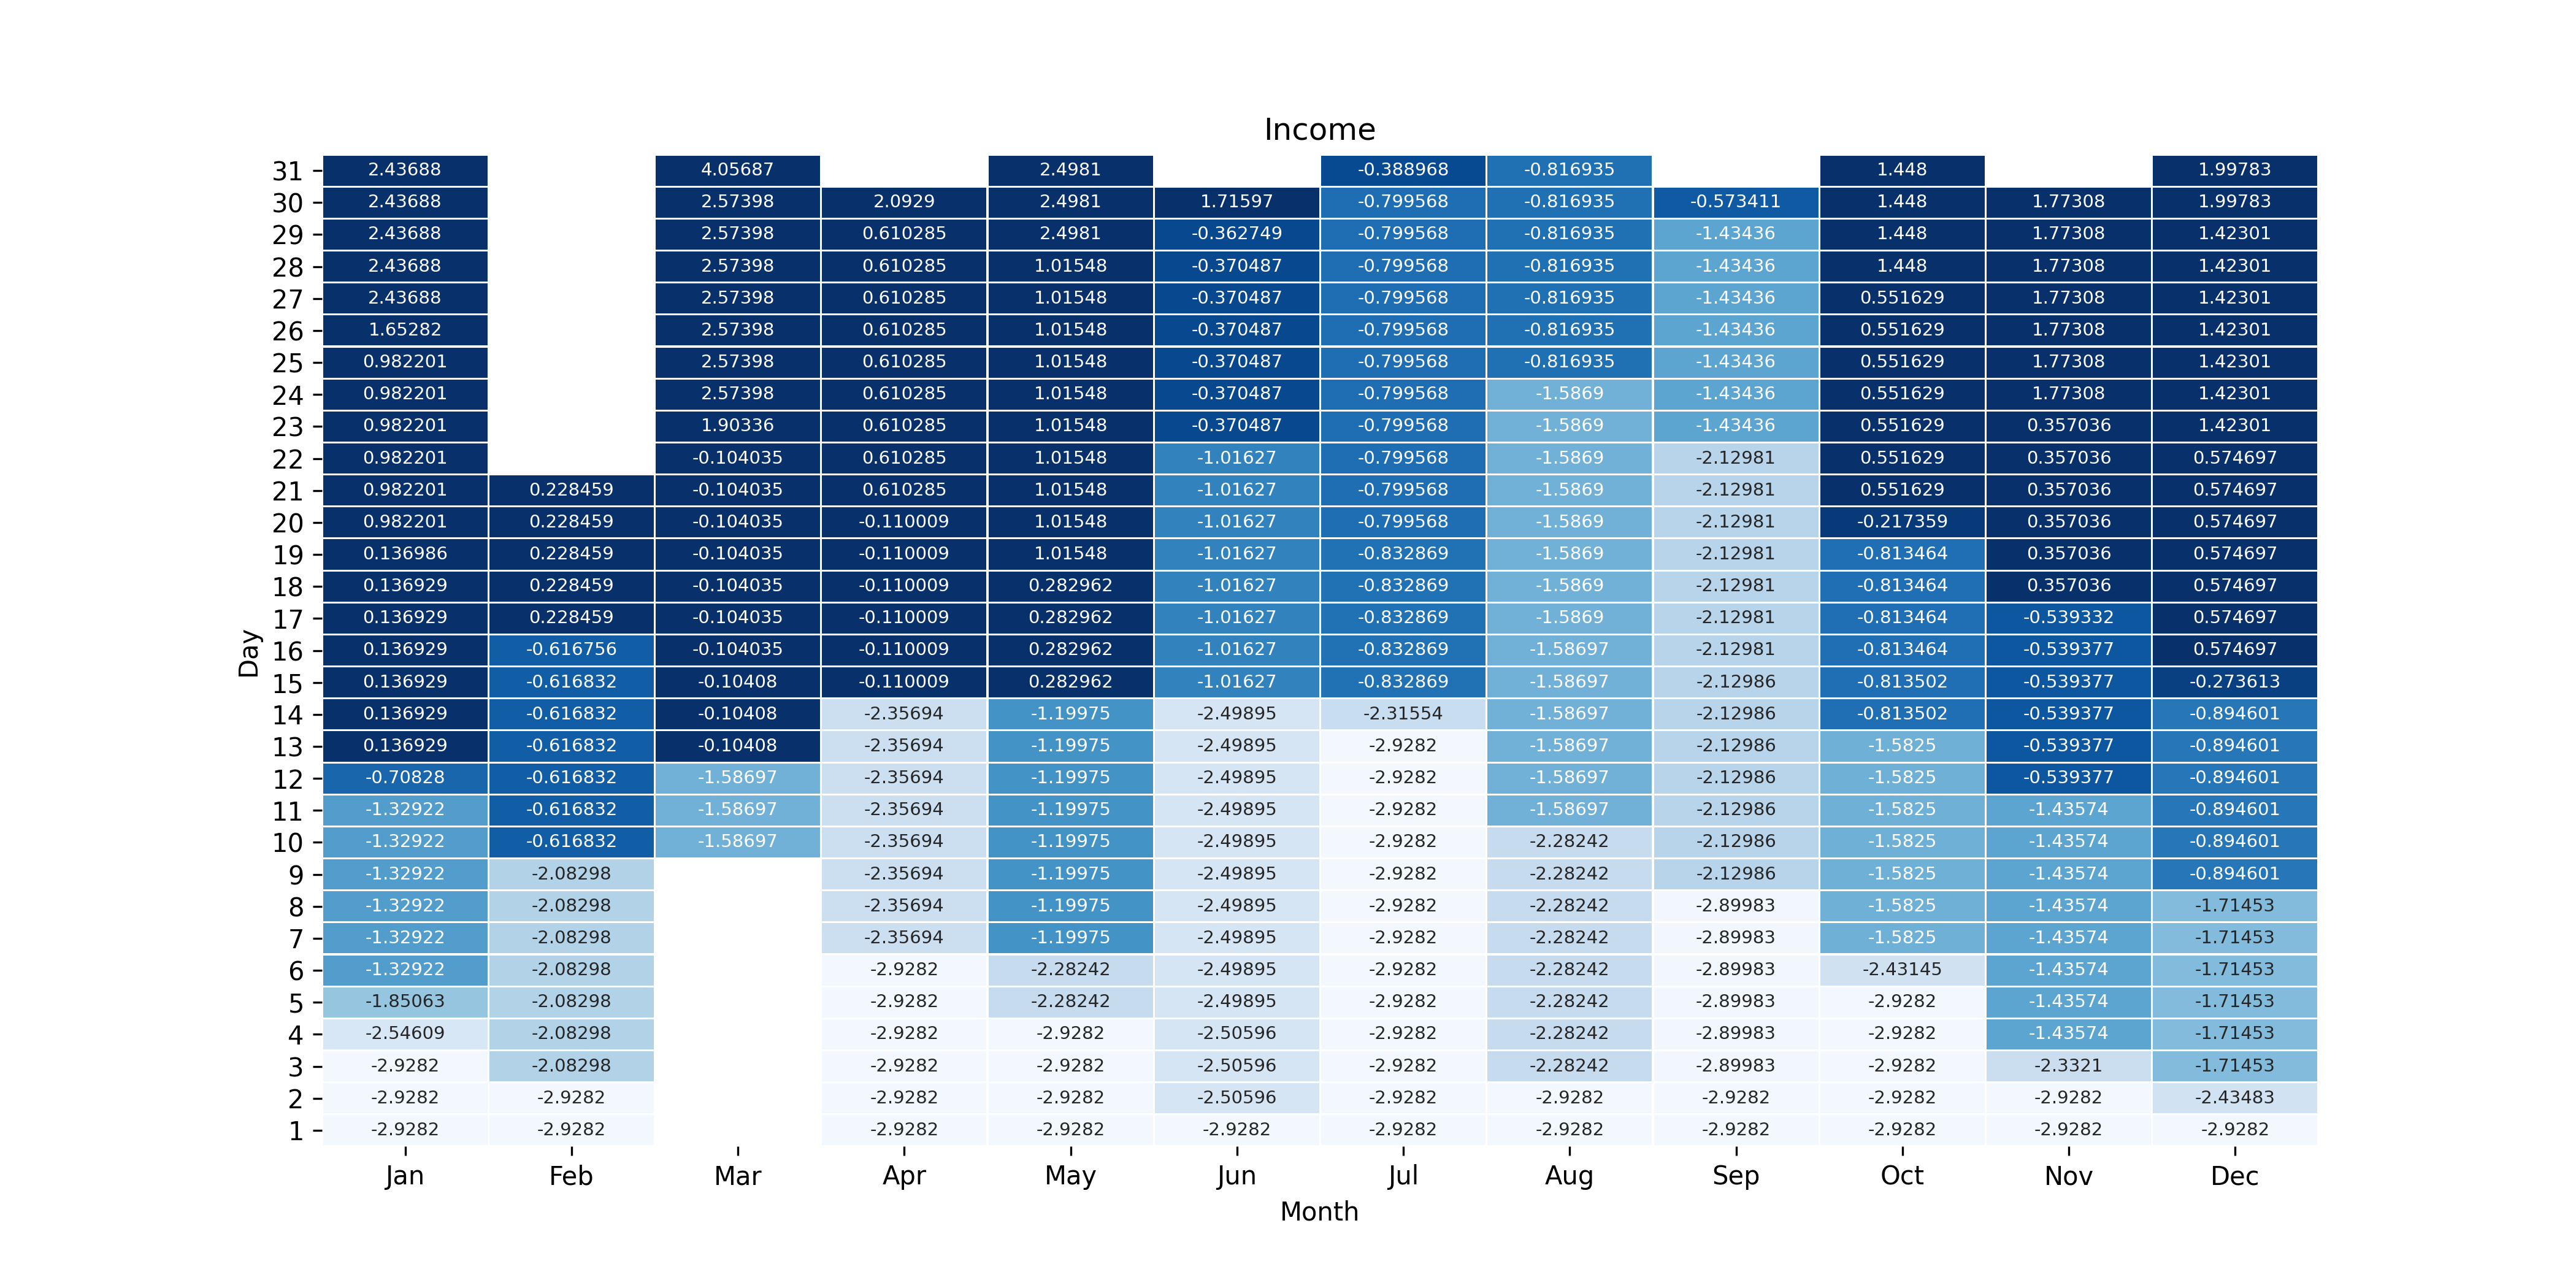 Income
31 2.43688 4.05687 2.4981 -0.388968 -0.816935 1.448 1.99783
30 2.43688 2.57398 2.0929 2.4981 1.71597 -0.799568 -0.816935 -0.573411 1.448 1.77308 1.99783
29 2.43688 2.57398 0.610285 2.4981 -0.362749 -0.799568 -0.816935 -1.43436 1.448 1.77308 1.42301
28 2.43688 2.57398 0.610285 1.01548 -0.370487 -0.799568 -0.816935 -1.43436 1.448 1.77308 1.42301
27 2.43688 2.57398 0.610285 1.01548 -0.370487 -0.799568 -0.816935 -1.43436 0.551629 1.77308 1.42301
26 1.65282 2.57398 0.610285 1.01548 -0.370487 -0.799568 -0.816935 -1.43436 0.551629 1.77308 1.42301
25 0.982201 2.57398 0.610285 1.01548 -0.370487 -0.799568 -0.816935 -1.43436 0.551629 1.77308 1.42301
24 0.982201 2.57398 0.610285 1.01548 -0.370487 -0.799568 -1.5869 -1.43436 0.551629 1.77308 1.42301
23 0.982201 1.90336 0.610285 1.01548 -0.370487 -0.799568 -1.5869 -1.43436 0.551629 0.357036 1.42301
22 0.982201 -0.104035 0.610285 1.01548 -1.01627 -0.799568 -1.5869 -2.12981 0.551629 0.357036 0.574697
21 0.982201 0.228459 -0.104035 0.610285 1.01548 -1.01627 -0.799568 -1.5869 -2.12981 0.551629 0.357036 0.574697
20 0.982201 0.228459 -0.104035 -0.110009 1.01548 -1.01627 -0.799568 -1.5869 -2.12981 -0.217359 0.357036 0.574697
19 0.136986 0.228459 -0.104035 -0.110009 1.01548 -1.01627 -0.832869 -1.5869 -2.12981 -0.813464 0.357036 0.574697
18 0.136929 0.228459 -0.104035 -0.110009 0.282962 -1.01627 -0.832869 -1.5869 -2.12981 -0.813464 0.357036 0.574697
17 0.136929 0.228459 -0.104035 -0.110009 0.282962 -1.01627 -0.832869 -1.5869 -2.12981 -0.813464 -0.539332 0.574697
16 0.136929 -0.616756 -0.104035 -0.110009 0.282962 -1.01627 -0.832869 -1.58697 -2.12981 -0.813464 -0.539377 0.574697
15 0.136929 -0.616832 -0.10408 -0.110009 0.282962 -1.01627 -0.832869 -1.58697 -2.12986 -0.813502 -0.539377 -0.273613
14 0.136929 -0.616832 -0.10408 -2.35694 -1.19975 -2.49895 -2.31554 -1.58697 -2.12986 -0.813502 -0.539377 -0.894601
13 0.136929 -0.616832 -0.10408 -2.35694 -1.19975 -2.49895 -2.9282 -1.58697 -2.12986 -1.5825 -0.539377 -0.894601
12 -0.70828 -0.616832 -1.58697 -2.35694 -1.19975 -2.49895 -2.9282 -1.58697 -2.12986 -1.5825 -0.539377 -0.894601
11 -1.32922 -0.616832 -1.58697 -2.35694 -1.19975 -2.49895 -2.9282 -1.58697 -2.12986 -1.5825 -1.43574 -0.894601
10 -1.32922 -0.616832 -1.58697 -2.35694 -1.19975 -2.49895 -2.9282 -2.28242 -2.12986 -1.5825 -1.43574 -0.894601
9 -1.32922 -2.08298 -2.35694 -1.19975 -2.49895 -2.9282 -2.28242 -2.12986 -1.5825 -1.43574 -0.894601
8 -1.32922 -2.08298 -2.35694 -1.19975 -2.49895 -2.9282 -2.28242 -2.89983 -1.5825 -1.43574 -1.71453
7 -1.32922 -2.08298 -2.35694 -1.19975 -2.49895 -2.9282 -2.28242 -2.89983 -1.5825 -1.43574 -1.71453
6 -1.32922 -2.08298 -2.9282 -2.28242 -2.49895 -2.9282 -2.28242 -2.89983 -2.43145 -1.43574 -1.71453
5 -1.85063 -2.08298 -2.9282 -2.28242 -2.49895 -2.9282 -2.28242 -2.89983 -2.9282 -1.43574 -1.71453
4 -2.54609 -2.08298 -2.9282 -2.9282 -2.50596 -2.9282 -2.28242 -2.89983 -2.9282 -1.43574 -1.71453
3 -2.9282 -2.08298 -2.9282 -2.9282 -2.50596 -2.9282 -2.28242 -2.89983 -2.9282 -2.3321 -1.71453
2 -2.9282 -2.9282 -2.9282 -2.9282 -2.50596 -2.9282 -2.9282 -2.9282 -2.9282 -2.9282 -2.43483
1 -2.9282 -2.9282 -2.9282 -2.9282 -2.9282 -2.9282 -2.9282 -2.9282 -2.9282 -2.9282 -2.9282
Day
Jan Feb Mar Apr May Jun Jul Aug Sep Oct Nov Dec
Month